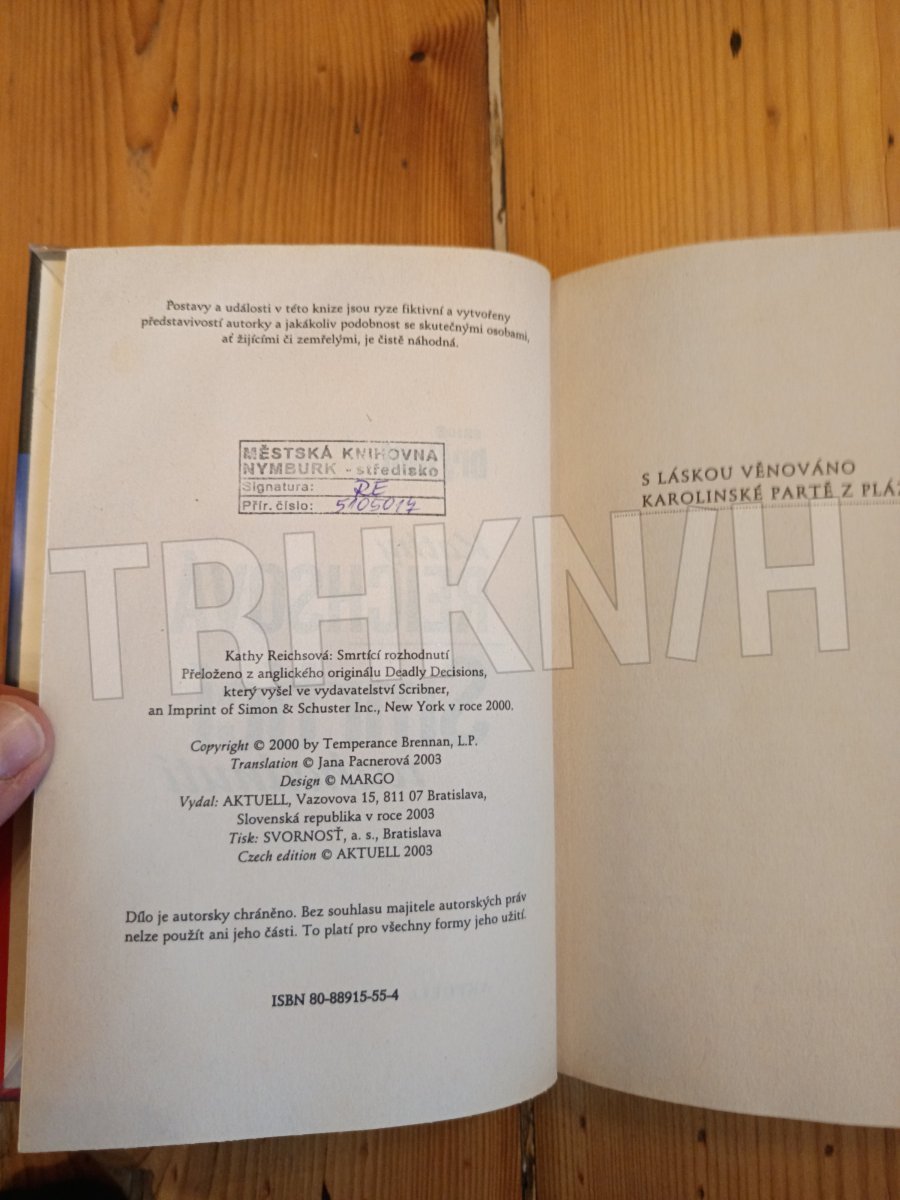 Postavy a události v této knize jsou ryze fiktivní a vytvořeny
představivostí autorky a jakákoliv podobnost se skutečnými osobami,
ať žijícími či zemřelými, je čistě náhodná.
MĚSTSKÁ KNIHOVNA
NYMBURK - středisko
Signatura: RE
Přír. číslo: 5105017
TRHKNIH
Kathy Reichsová: Smrtící rozhodnutí
Přeloženo z anglického originálu Deadly Decisions,
který vyšel ve vydavatelství Scribner,
an Imprint of Simon & Schuster Inc., New York v roce 2000.
Copyright © 2000 by Temperance Brennan, L.P.
Translation © Jana Pacnerová 2003
Design © MARGO
Vydal: AKTUELL, Vazovova 15, 811 07 Bratislava,
Slovenská republika v roce 2003
Tisk: SVORNOSŤ, a. s., Bratislava
Czech edition © AKTUELL 2003
Dílo je autorsky chráněno. Bez souhlasu majitele autorských práv
nelze použít ani jeho části. To platí pro všechny formy jeho užití.
ISBN 80-88915-55-4
S LÁSKOU VĚNOVÁNO
KAROLINSKÉ PARTĚ Z PLÁŽ